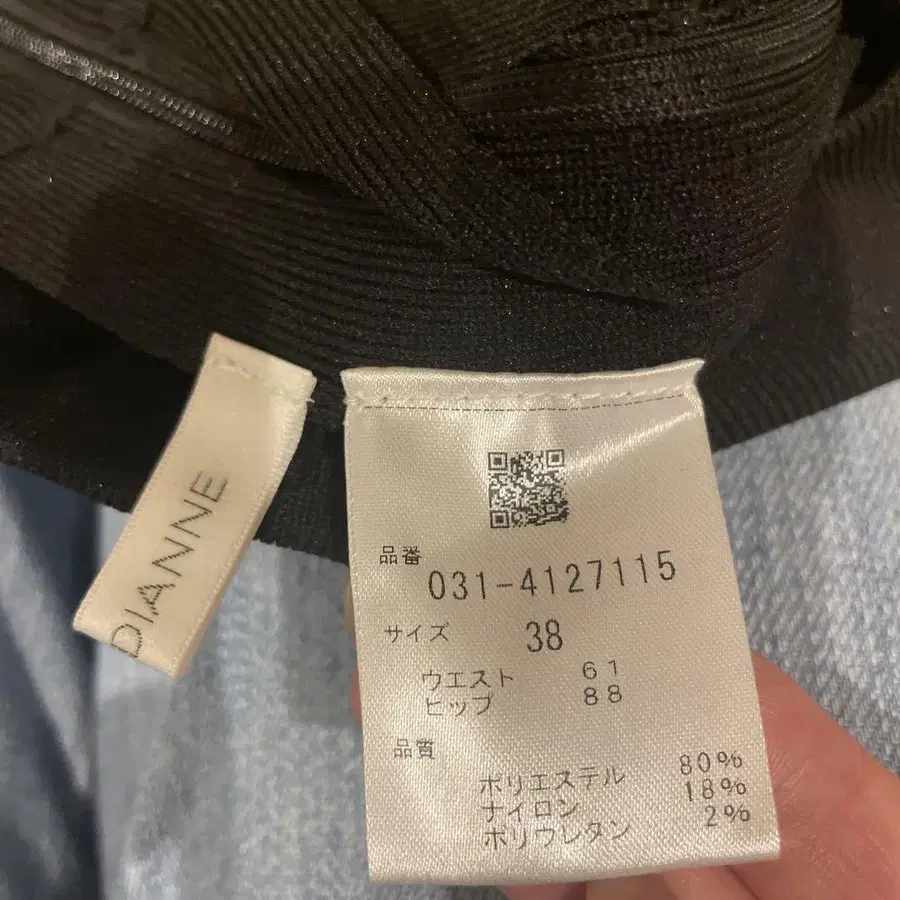 DIANNE
品番
031-4127115
サイズ 38
ウエスト 61
ヒップ 88
品質
ポリエステル 80%
ナイロン 18%
ポリウレタン 2%